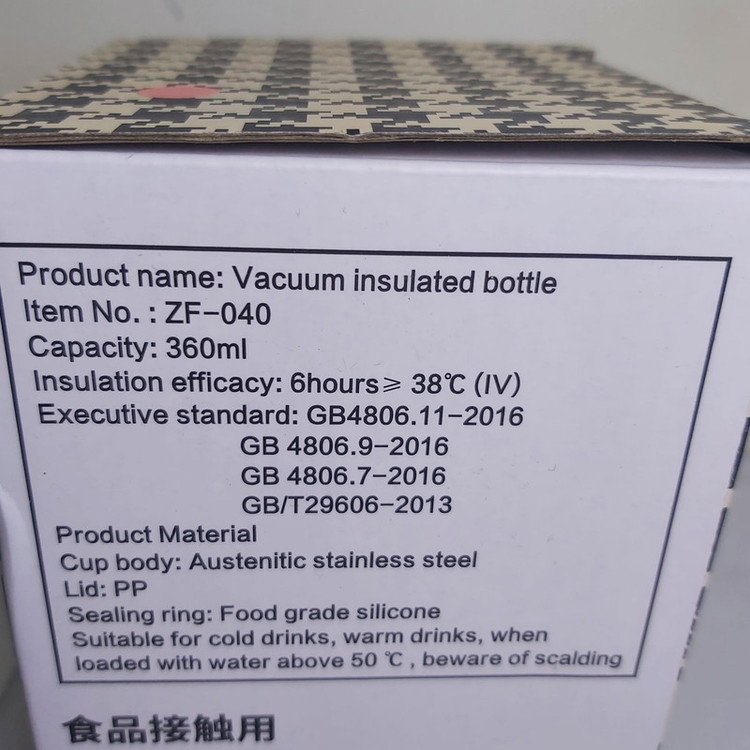 Product name: Vacuum insulated bottle
Item No. : ZF-040
Capacity: 360ml
Insulation efficacy: 6hours≥ 38℃ (IV)
Executive standard: GB4806.11-2016
GB 4806.9-2016
GB 4806.7-2016
GB/T29606-2013
Product Material
Cup body: Austenitic stainless steel
Lid: PP
Sealing ring: Food grade silicone
Suitable for cold drinks, warm drinks, when
loaded with water above 50 ℃ , beware of scalding
食品接触用